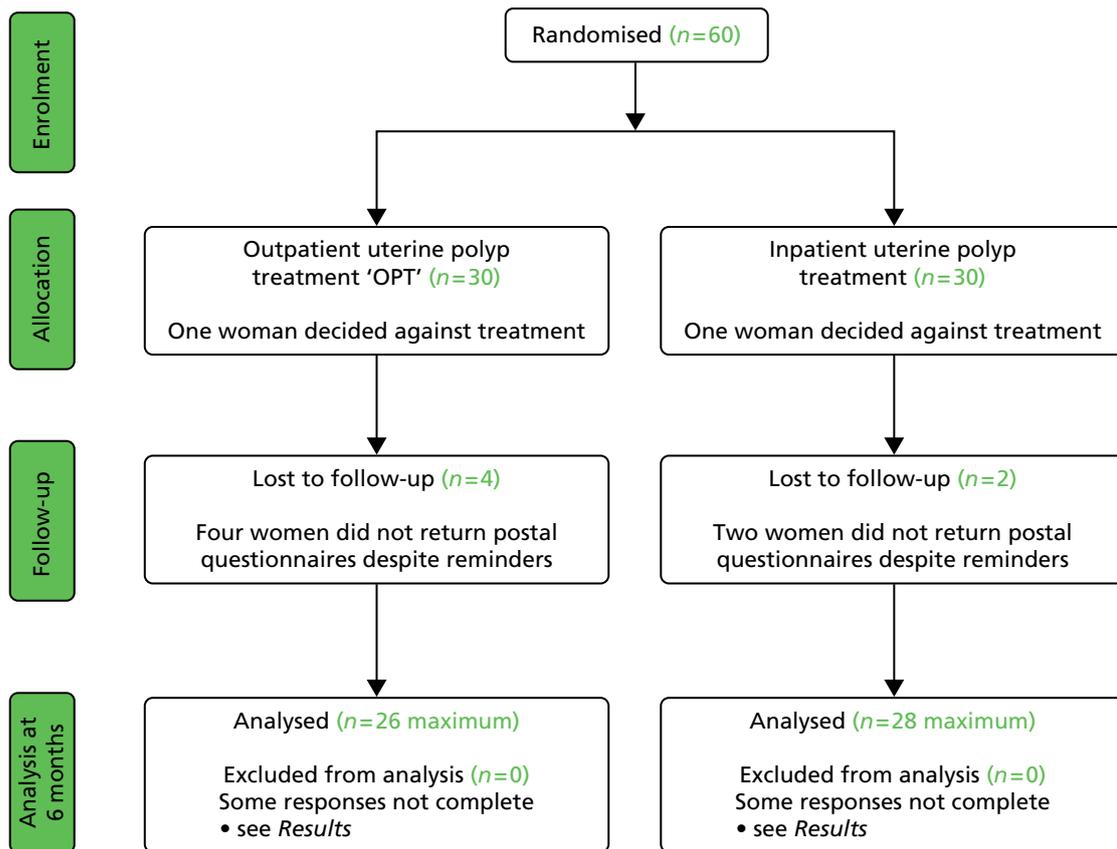 Enrolment
Randomised (n=60)
Allocation
Outpatient uterine polyp
treatment ‘OPT’ (n=30)
One woman decided against treatment
Inpatient uterine polyp
treatment (n=30)
One woman decided against treatment
Follow-up
Lost to follow-up (n=4)
Four women did not return postal
questionnaires despite reminders
Lost to follow-up (n=2)
Two women did not return postal
questionnaires despite reminders
Analysis at
6 months
Analysed (n=26 maximum)
Excluded from analysis (n=0)
Some responses not complete
• see Results
Analysed (n=28 maximum)
Excluded from analysis (n=0)
Some responses not complete
• see Results